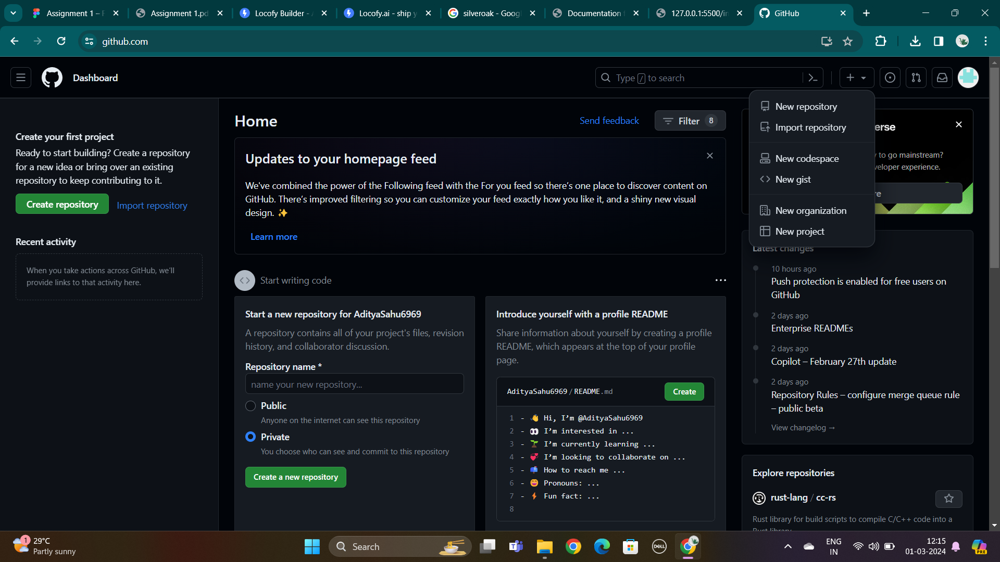 Assignment 1 –
Assignment 1.pd
Locofy Builder -
Locofy.ai - ship y
silveroak - Goog
Documentation
127.0.0.1:5500/in
GitHub
github.com
Dashboard
Type / to search
New repository
Import repository
New codespace
New gist
New organization
New project
Create your first project
Ready to start building? Create a repository
for a new idea or bring over an existing
repository to keep contributing to it.
Create repository
Import repository
Recent activity
When you take actions across GitHub, we'll
provide links to that activity here.
Home
Send feedback
Filter 8
Updates to your homepage feed
We've combined the power of the Following feed with the For you feed so there's one place to discover content on
GitHub. There's improved filtering so you can customize your feed exactly how you like it, and a shiny new visual
design. ✨
Learn more
Start writing code
Start a new repository for AdityaSahu6969
A repository contains all of your project's files, revision
history, and collaborator discussion.
Repository name *
name your new repository...
Public
Anyone on the internet can see this repository
Private
You choose who can see and commit to this repository
Create a new repository
Introduce yourself with a profile README
Share information about yourself by creating a profile
README, which appears at the top of your profile
page.
AdityaSahu6969 / README.md
Create
1 - 👋 Hi, I'm @AdityaSahu6969
2 - 👀 I'm interested in ...
3 - 🌱 I'm currently learning ...
4 - 💞️ I'm looking to collaborate on ...
5 - 📫 How to reach me ...
6 - 😄 Pronouns: ...
7 - ⚡ Fun fact: ...
8
erse
to go mainstream?
veloper experience.
re
Latest changes
10 hours ago
Push protection is enabled for free users on
GitHub
2 days ago
Enterprise READMEs
2 days ago
Copilot – February 27th update
2 days ago
Repository Rules – configure merge queue rule
– public beta
View changelog →
Explore repositories
rust-lang / cc-rs
Rust library for build scripts to compile C/C++ code into a
Rust library
1
29°C
Partly sunny
Search
DELL
ENG
IN
12:15
01-03-2024
PRE